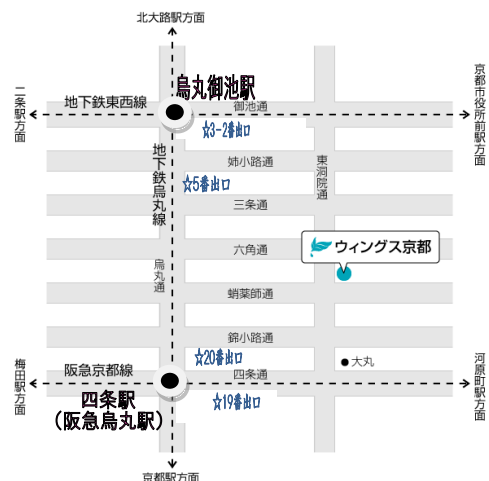 北大路駅方面
烏丸御池駅
地下鉄東西線
御池通
二条駅方面
京都市役所前駅方面
☆3-2番出口
地下鉄烏丸線
姉小路通
東洞院通
☆5番出口
三条通
六角通
ウィングス京都
烏丸通
蛸薬師通
錦小路通
☆20番出口
大丸
阪急京都線
四条通
梅田駅方面
河原町駅方面
四条駅
(阪急烏丸駅)
☆19番出口
京都駅方面